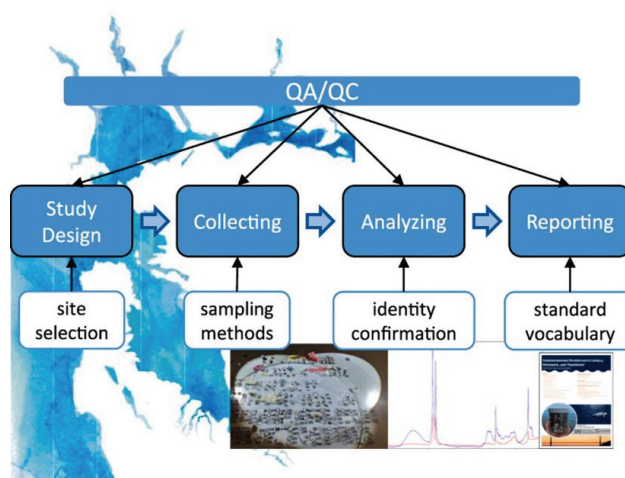 QA/QC
Study
Design
Collecting
Analyzing
Reporting
site
selection
sampling
methods
identity
confirmation
standard
vocabulary